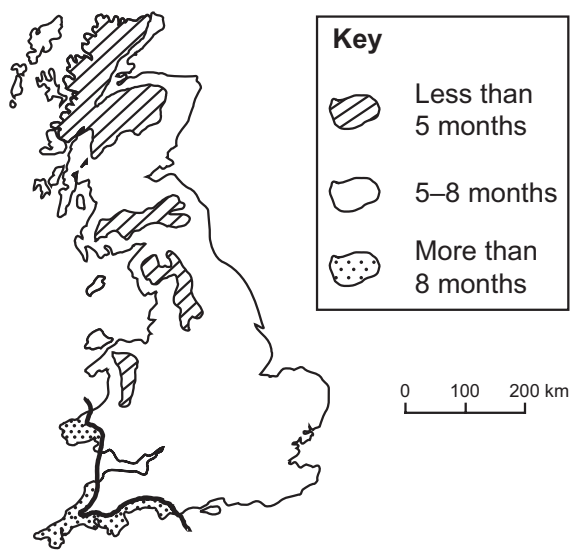 Key
Less than
5 months
5–8 months
More than
8 months
0 100 200 km